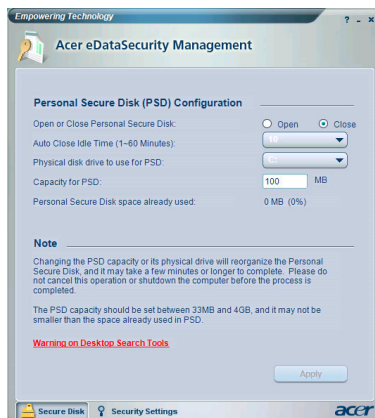 Empowering Technology
? - x
Acer eDataSecurity Management
Personal Secure Disk (PSD) Configuration
Open or Close Personal Secure Disk: Open Close
Auto Close Idle Time (1~60 Minutes): 10
Physical disk drive to use for PSD:
Capacity for PSD: 100 MB
Personal Secure Disk space already used: 0 MB (0%)
Note
Changing the PSD capacity or its physical drive will reorganize the Personal
Secure Disk, and it may take a few minutes or longer to complete. Please do
not cancel this operation or shutdown the computer before the process is
completed.
The PSD capacity should be set between 33MB and 4GB, and it may not be
smaller than the space already used in PSD.
Warning on Desktop Search Tools
Apply
Secure Disk Security Settings acer